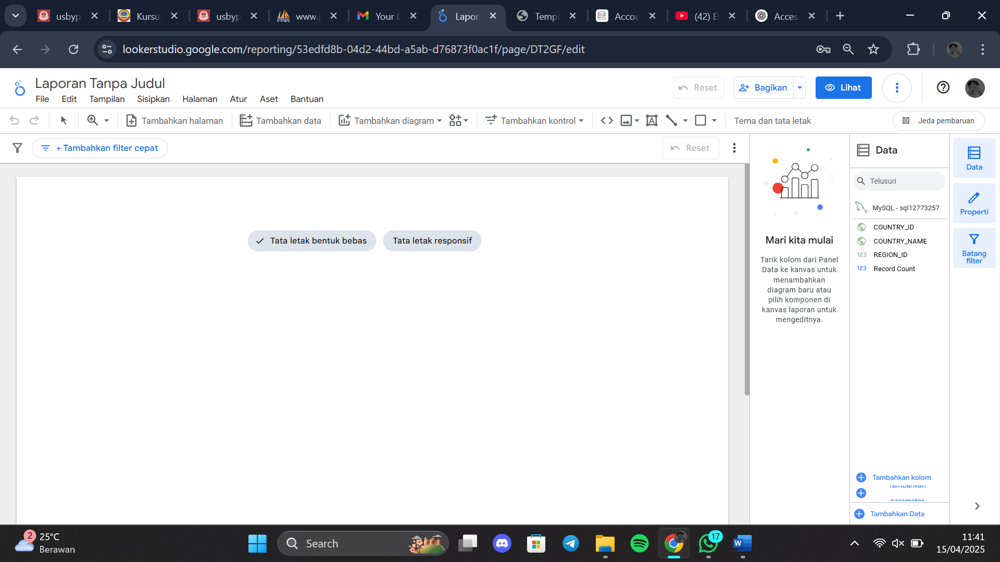 usbyp
Kursu
usbyp
www.
Your D
Lapor
Templ
Accou
(42) E
Acces
lookerstudio.google.com/reporting/53edfd8b-04d2-44bd-a5ab-d76873f0ac1f/page/DT2GF/edit
Laporan Tanpa Judul
File Edit Tampilan Sisipkan Halaman Atur Aset Bantuan
Reset
Bagikan
Lihat
Tambahkan halaman
Tambahkan data
Tambahkan diagram
Tambahkan kontrol
Tema dan tata letak
Jeda pembaruan
+ Tambahkan filter cepat
Reset
Tata letak bentuk bebas
Tata letak responsif
Mari kita mulai
Tarik kolom dari Panel
Data ke kanvas untuk
menambahkan
diagram baru atau
pilih komponen di
kanvas laporan untuk
mengeditnya.
Data
Telusuri
MySQL - sql12773257
COUNTRY_ID
COUNTRY_NAME
123 REGION_ID
123 Record Count
Tambahkan kolom
Tambahkan
parameter
Tambahkan Data
Data
Properti
Batang
filter
2
25°C
Berawan
Search
17
11:41
15/04/2025